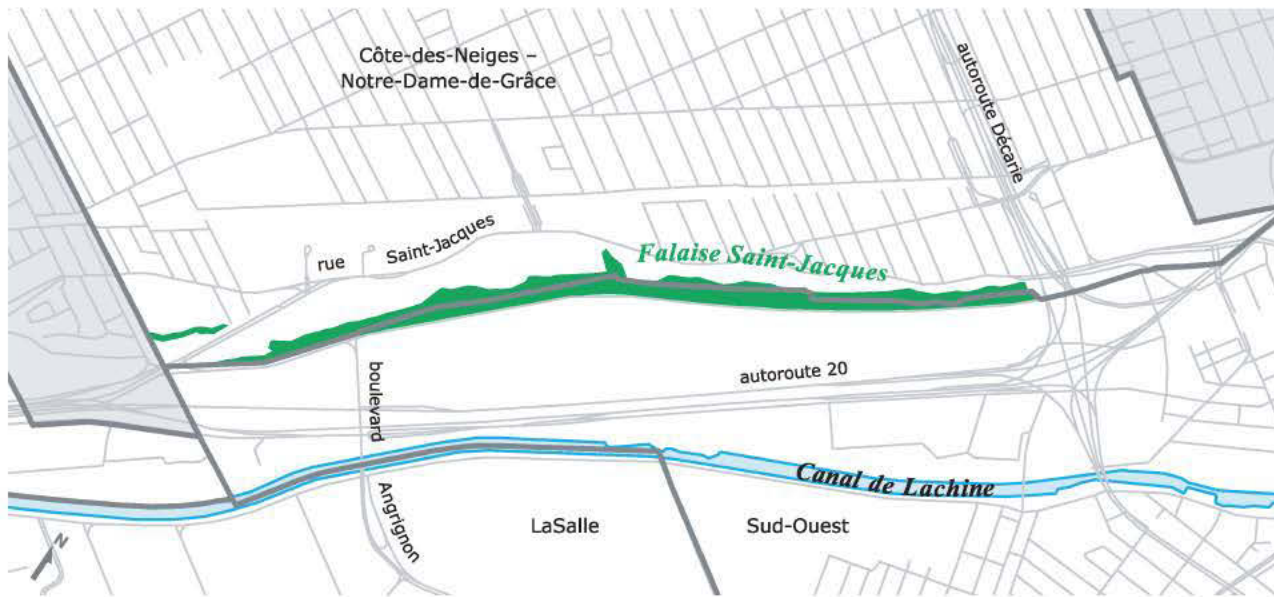 Côte-des-Neiges –
Notre-Dame-de-Grâce
autoroute Décarie
rue Saint-Jacques
Falaise Saint-Jacques
boulevard Angrignon
autoroute 20
Canal de Lachine
LaSalle
Sud-Ouest
N